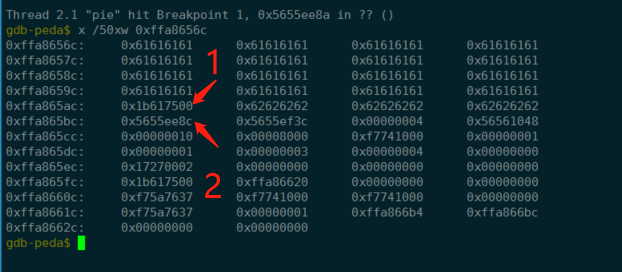 Thread 2.1 "pie" hit Breakpoint 1, 0x5655ee8a in ?? ()
gdb-peda$ x /50xw 0xffa8656c
0xffa8656c: 0x61616161 0x61616161 0x61616161 0x61616161
0xffa8657c: 0x61616161 0x61616161 0x61616161 0x61616161
0xffa8658c: 0x61616161 0x61616161 0x61616161 0x61616161
0xffa8659c: 0x61616161 0x61616161 0x61616161 0x61616161
0xffa865ac: 0x1b617500 0x62626262 0x62626262 0x62626262
0xffa865bc: 0x5655ee8c 0x5655ef3c 0x00000004 0x56561048
0xffa865cc: 0x00000010 0x00008000 0xf7741000 0x00000001
0xffa865dc: 0x00000001 0x00000003 0x00000004 0x00000000
0xffa865ec: 0x17270002 0x00000000 0x00000000 0x00000000
0xffa865fc: 0x1b617500 0xffa86620 0x00000000 0x00000000
0xffa8660c: 0xf75a7637 0xf7741000 0xf7741000 0x00000000
0xffa8661c: 0xf75a7637 0x00000001 0xffa866b4 0xffa866bc
0xffa8662c: 0x00000000 0x00000000
gdb-peda$
1
2